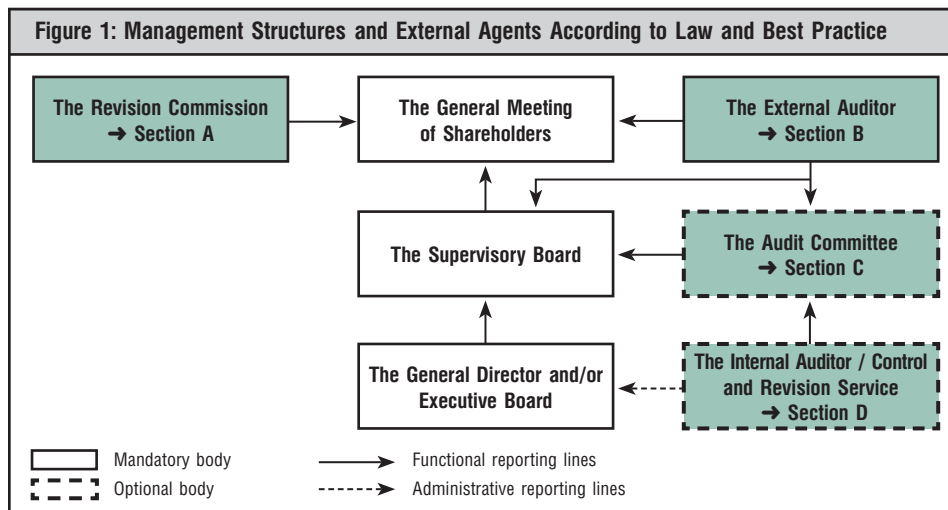 Figure 1: Management Structures and External Agents According to Law and Best Practice
The Revision Commission
➜ Section A
The General Meeting
of Shareholders
The External Auditor
➜ Section B
The Supervisory Board
The Audit Committee
➜ Section C
The General Director and/or
Executive Board
The Internal Auditor / Control
and Revision Service
➜ Section D
Mandatory body
Functional reporting lines
Optional body
Administrative reporting lines